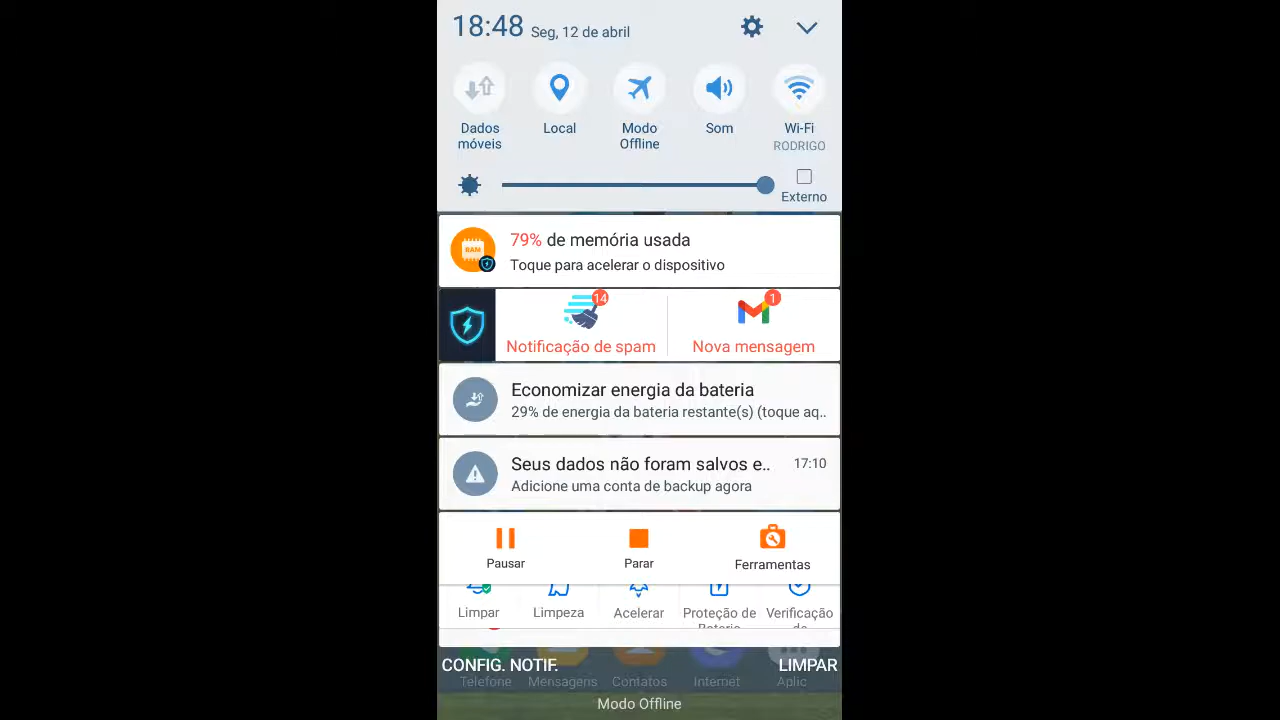 18:48 Seg, 12 de abril
Dados móveis
Local
Modo Offline
Som
Wi-Fi
RODRIGO
Externo
RAM
79% de memória usada
Toque para acelerar o dispositivo
14
Notificação de spam
1
Nova mensagem
Economizar energia da bateria
29% de energia da bateria restante(s) (toque aq..
Seus dados não foram salvos e.. 17:10
Adicione uma conta de backup agora
Pausar
Parar
Ferramentas
Limpar
Limpeza
Acelerar
Proteção de Bateria
Verificação de
CONFIG. NOTIF. LIMPAR
Telefone Mensagens Contatos Internet Aplic
Modo Offline